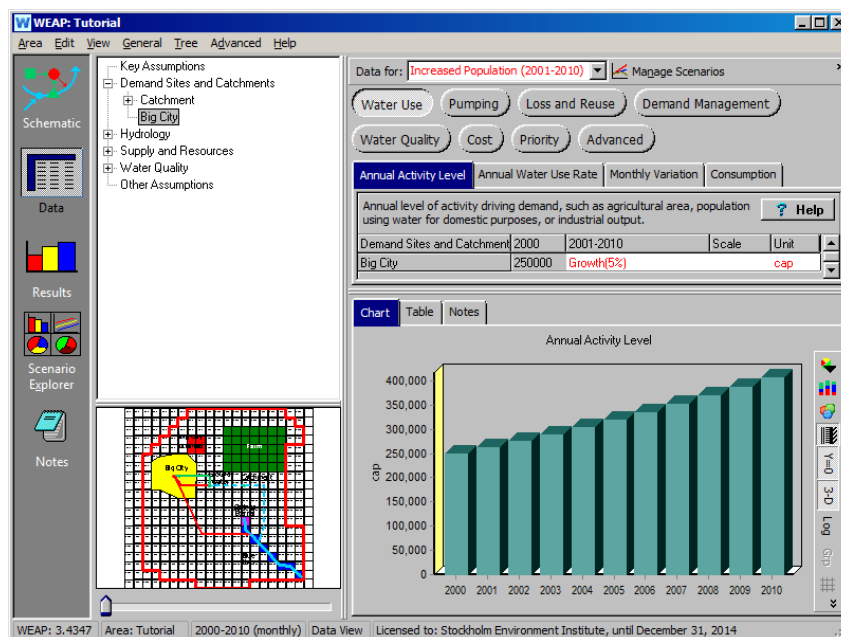 WEAP: Tutorial
Area Edit View General Tree Advanced Help
Schematic
Data
Results
Scenario
Explorer
Notes
Key Assumptions
Demand Sites and Catchments
Catchment
Big City
Hydrology
Supply and Resources
Water Quality
Other Assumptions
Big City
Farm
Data for: Increased Population (2001-2010) Manage Scenarios
Water Use Pumping Loss and Reuse Demand Management
Water Quality Cost Priority Advanced
Annual Activity Level Annual Water Use Rate Monthly Variation Consumption
Annual level of activity driving demand, such as agricultural area, population
using water for domestic purposes, or industrial output.
? Help
Demand Sites and Catchment 2000 2001-2010 Scale Unit
Big City 250000 Growth(5%) cap
Chart Table Notes
Annual Activity Level
400,000
350,000
300,000
250,000
200,000
150,000
100,000
50,000
0
cap
2000 2001 2002 2003 2004 2005 2006 2007 2008 2009 2010
Y=0
3-D
Log
Grp
WEAP: 3.4347 Area: Tutorial 2000-2010 (monthly) Data View Licensed to: Stockholm Environment Institute, until December 31, 2014